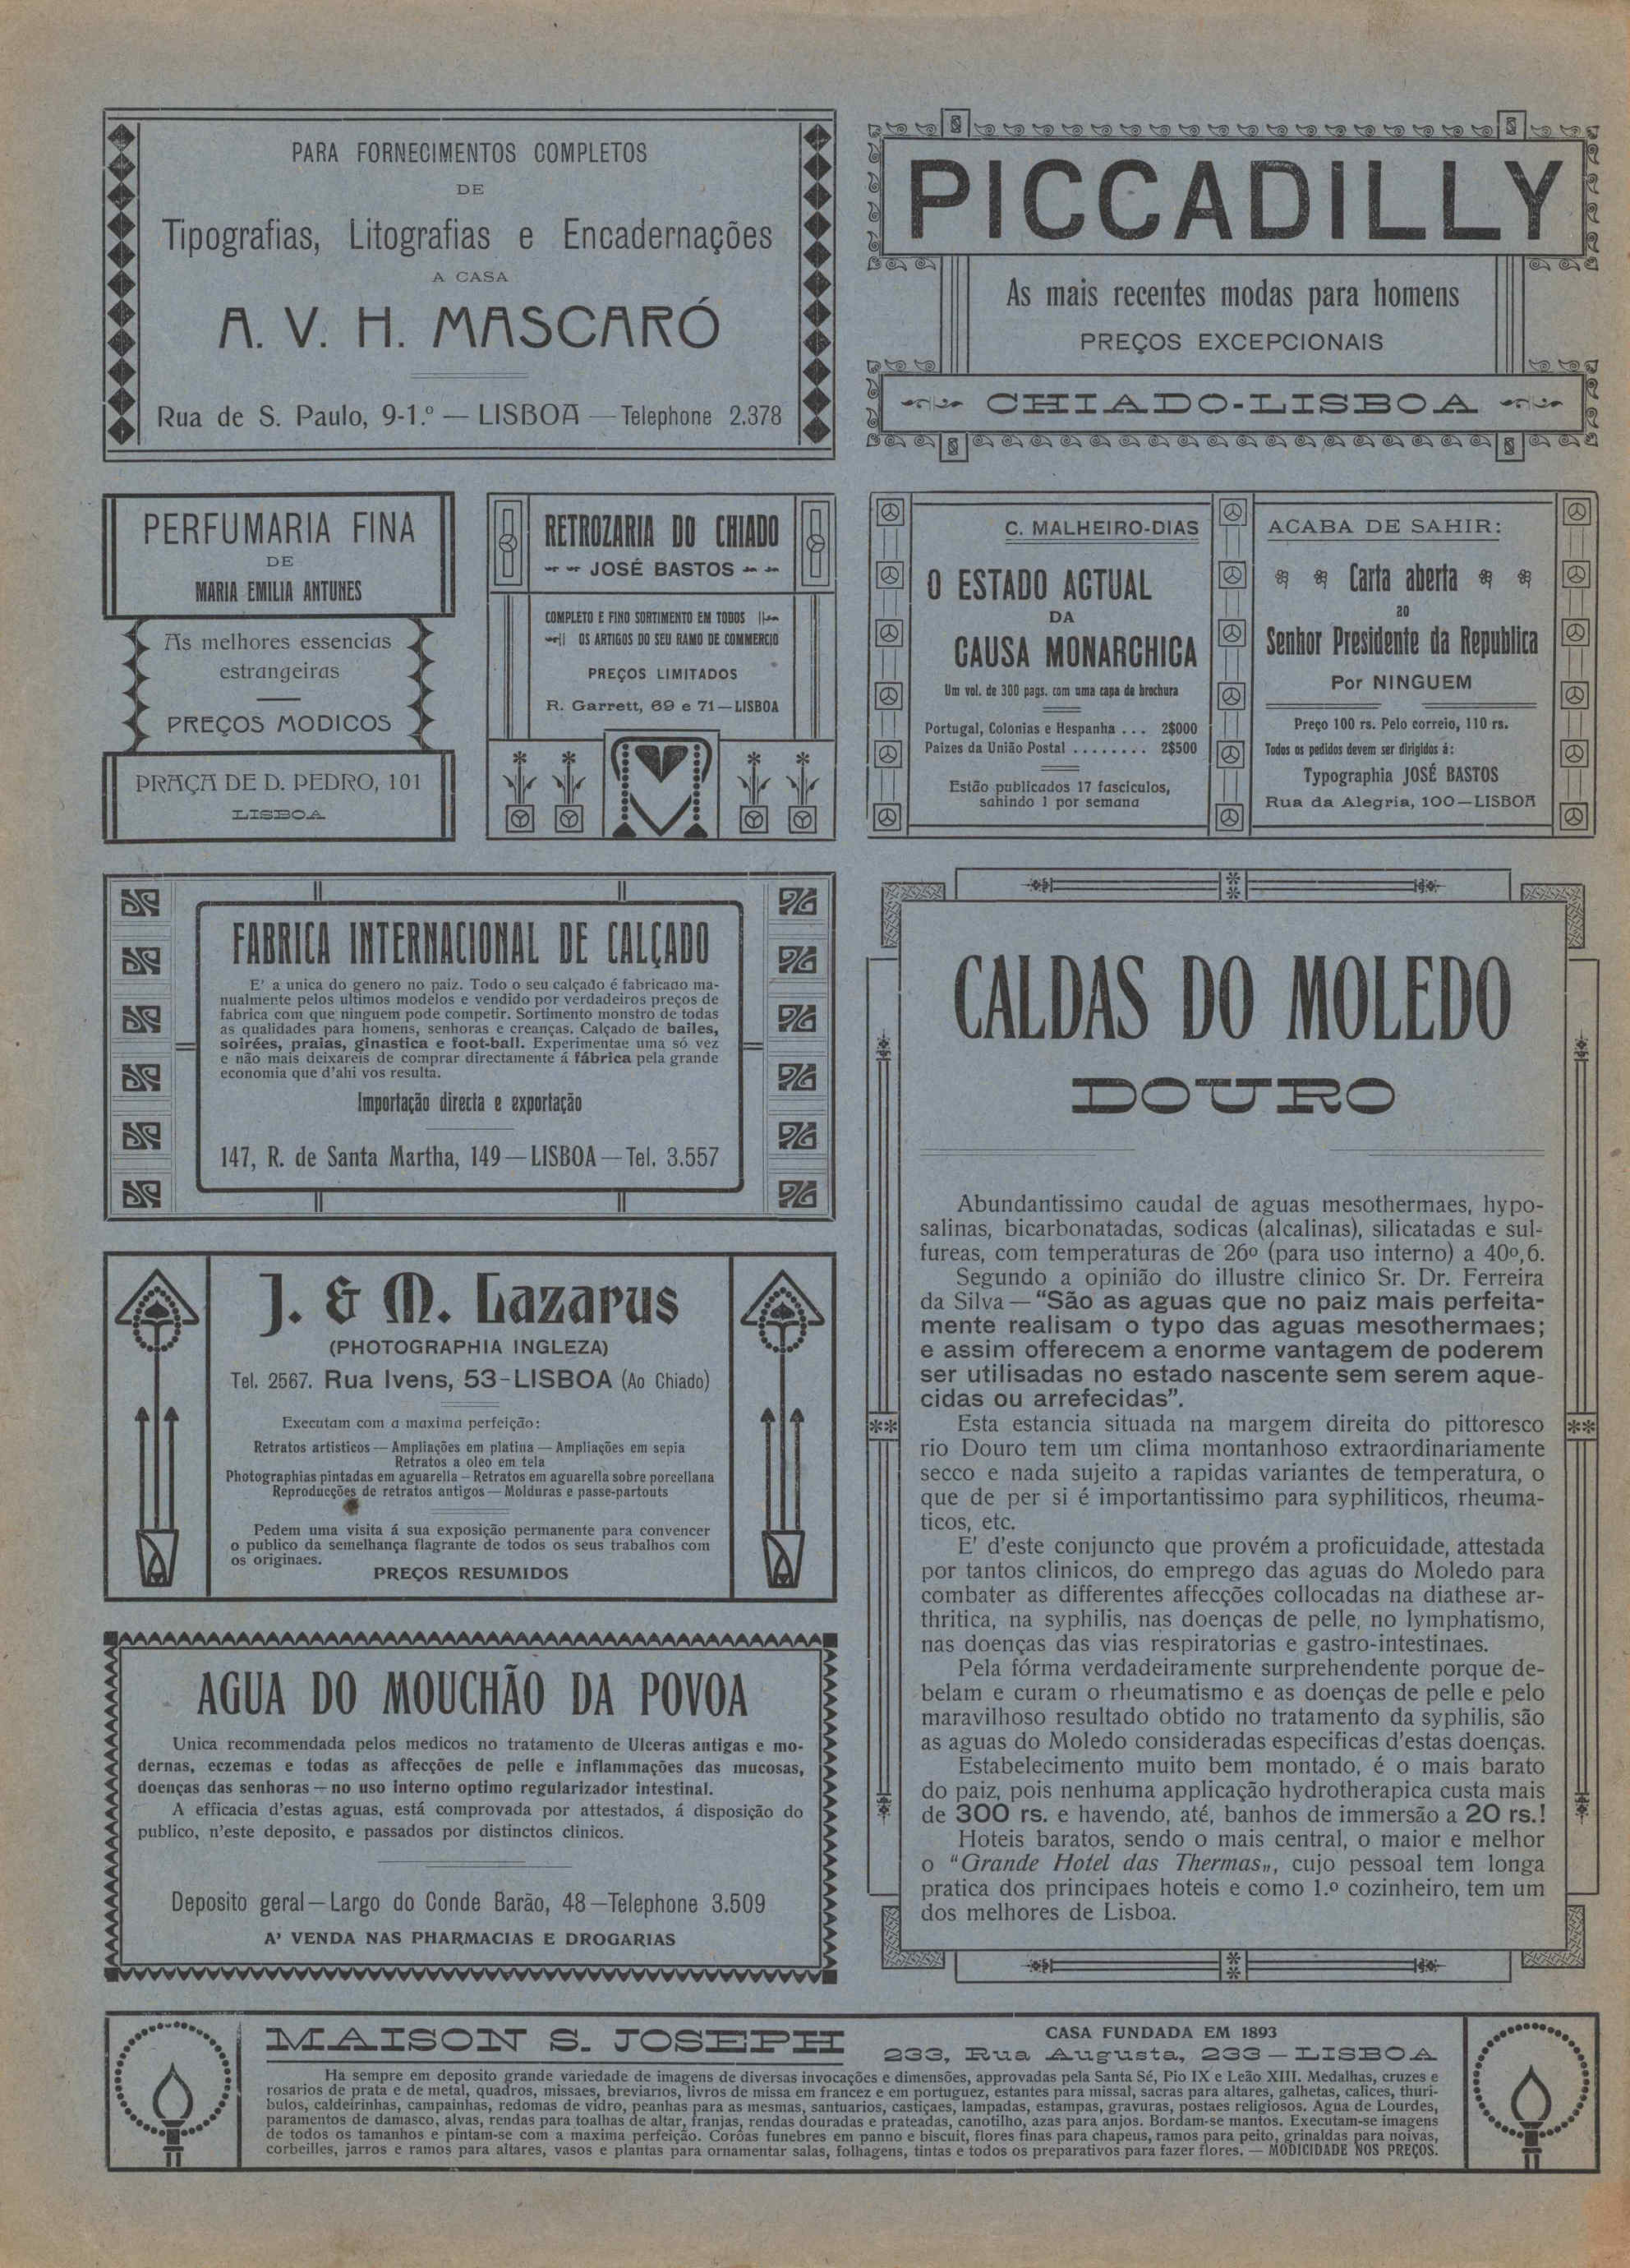 PARA FORNECIMENTOS COMPLETOS
DE
Tipografias, Litografias e Encadernações
A CASA
A. V. H. MASCARÓ
Rua de S. Paulo, 9-1.º — LISBOA — Telephone 2.378
PICCADILLY
As mais recentes modas para homens
PREÇOS EXCEPCIONAIS
CHIADO-LISBOA
PERFUMARIA FINA
DE
MARIA EMILIA ANTUNES
As melhores essencias
estrangeiras
PREÇOS MODICOS
PRAÇA DE D. PEDRO, 101
LISBOA
RETROZARIA DO CHIADO
JOSÉ BASTOS
COMPLETO E FINO SORTIMENTO EM TODOS
OS ARTIGOS DO SEU RAMO DE COMMERCIO
PREÇOS LIMITADOS
R. Garrett, 69 e 71—LISBOA
C. MALHEIRO-DIAS
O ESTADO ACTUAL
DA
CAUSA MONARCHICA
Um vol. de 300 pags. com uma capa de brochura
Portugal, Colonias e Hespanha . . . 2$000
Paizes da União Postal . . . . . . . . 2$500
Estão publicados 17 fasciculos,
sahindo 1 por semana
ACABA DE SAHIR:
Carta aberta
ao
Senhor Presidente da Republica
Por NINGUEM
Preço 100 rs. Pelo correio, 110 rs.
Todos os pedidos devem ser dirigidos á:
Typographia JOSÉ BASTOS
Rua da Alegria, 100—LISBOA
FABRICA INTERNACIONAL DE CALÇADO
E' a unica do genero no paiz. Todo o seu calçado é fabricado ma-
nualmente pelos ultimos modelos e vendido por verdadeiros preços de
fabrica com que ninguem pode competir. Sortimento monstro de todas
as qualidades para homens, senhoras e creanças. Calçado de bailes,
soirées, praias, ginastica e foot-ball. Experimentae uma só vez
e não mais deixareis de comprar directamente á fábrica pela grande
economia que d'ahi vos resulta.
Importação directa e exportação
147, R. de Santa Martha, 149—LISBOA—Tel. 3.557
J. & M. Lazarus
(PHOTOGRAPHIA INGLEZA)
Tel. 2567. Rua Ivens, 53-LISBOA (Ao Chiado)
Executam com a maxima perfeição:
Retratos artisticos — Ampliações em platina — Ampliações em sepia
Retratos a oleo em tela
Photographias pintadas em aguarella — Retratos em aguarella sobre porcellana
Reproducções de retratos antigos — Molduras e passe-partouts
Pedem uma visita á sua exposição permanente para convencer
o publico da semelhança flagrante de todos os seus trabalhos com
os originaes.
PREÇOS RESUMIDOS
AGUA DO MOUCHÃO DA POVOA
Unica recommendada pelos medicos no tratamento de Ulceras antigas e mo-
dernas, eczemas e todas as affecções de pelle e inflammações das mucosas,
doenças das senhoras — no uso interno optimo regularizador intestinal.
A efficacia d'estas aguas, está comprovada por attestados, á disposição do
publico, n'este deposito, e passados por distinctos clinicos.
Deposito geral—Largo do Conde Barão, 48—Telephone 3.509
A' VENDA NAS PHARMACIAS E DROGARIAS
CALDAS DO MOLEDO
DOURO
Abundantissimo caudal de aguas mesothermaes, hypo-
salinas, bicarbonatadas, sodicas (alcalinas), silicatadas e sul-
fureas, com temperaturas de 26º (para uso interno) a 40º,6.
Segundo a opinião do illustre clinico Sr. Dr. Ferreira
da Silva—"São as aguas que no paiz mais perfeita-
mente realisam o typo das aguas mesothermaes;
e assim offerecem a enorme vantagem de poderem
ser utilisadas no estado nascente sem serem aque-
cidas ou arrefecidas".
Esta estancia situada na margem direita do pittoresco
rio Douro tem um clima montanhoso extraordinariamente
secco e nada sujeito a rapidas variantes de temperatura, o
que de per si é importantissimo para syphiliticos, rheuma-
ticos, etc.
E' d'este conjuncto que provém a proficuidade, attestada
por tantos clinicos, do emprego das aguas do Moledo para
combater as differentes affecções collocadas na diathese ar-
thritica, na syphilis, nas doenças de pelle, no lymphatismo,
nas doenças das vias respiratorias e gastro-intestinaes.
Pela fórma verdadeiramente surprehendente porque de-
belam e curam o rheumatismo e as doenças de pelle e pelo
maravilhoso resultado obtido no tratamento da syphilis, são
as aguas do Moledo consideradas especificas d'estas doenças.
Estabelecimento muito bem montado, é o mais barato
do paiz, pois nenhuma applicação hydrotherapica custa mais
de 300 rs. e havendo, até, banhos de immersão a 20 rs.!
Hoteis baratos, sendo o mais central, o maior e melhor
o "Grande Hotel das Thermas„, cujo pessoal tem longa
pratica dos principaes hoteis e como 1.º cozinheiro, tem um
dos melhores de Lisboa.
MAISON S. JOSEPH
CASA FUNDADA EM 1893
233, Rua Augusta, 233 — LISBOA
Ha sempre em deposito grande variedade de imagens de diversas invocações e dimensões, approvadas pela Santa Sé, Pio IX e Leão XIII. Medalhas, cruzes e
rosarios de prata e de metal, quadros, missaes, breviarios, livros de missa em francez e em portuguez, estantes para missal, sacras para altares, galhetas, calices, thuri-
bulos, caldeirinhas, campainhas, redomas de vidro, peanhas para as mesmas, santuarios, castiçaes, lampadas, estampas, gravuras, postaes religiosos. Agua de Lourdes,
paramentos de damasco, alvas, rendas para toalhas de altar, franjas, rendas douradas e prateadas, canotilho, azas para anjos. Bordam-se mantos. Executam-se imagens
de todos os tamanhos e pintam-se com a maxima perfeição. Corôas funebres em panno e biscuit, flores finas para chapeus, ramos para peito, grinaldas para noivas,
corbeilles, jarros e ramos para altares, vasos e plantas para ornamentar salas, folhagens, tintas e todos os preparativos para fazer flores. — MODICIDADE NOS PREÇOS.